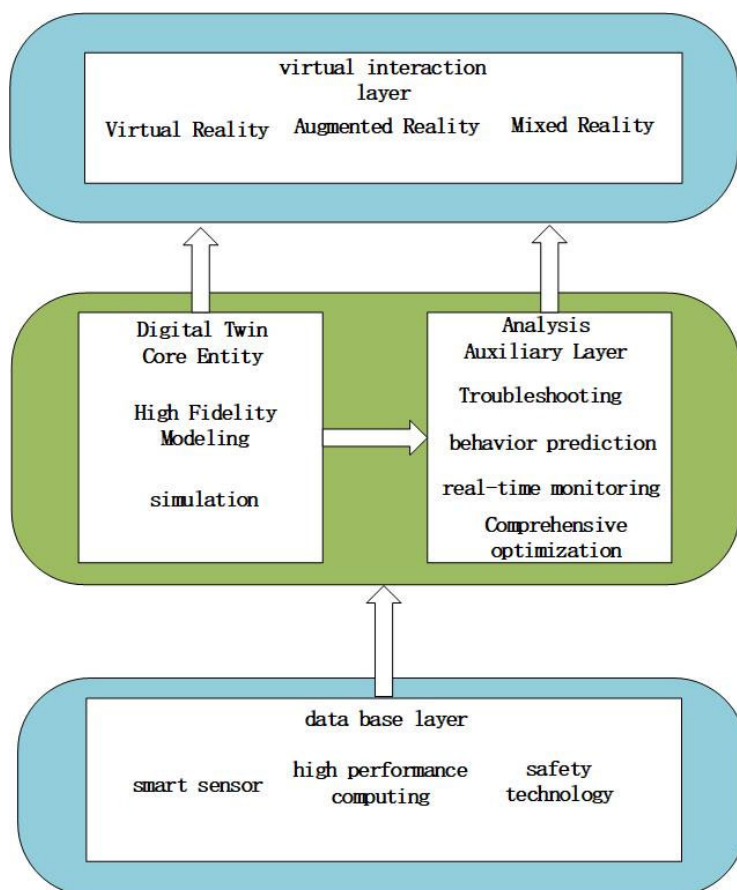 virtual interaction
layer
Virtual Reality
Augmented Reality
Mixed Reality
Digital Twin
Core Entity
High Fidelity
Modeling
simulation
Analysis
Auxiliary Layer
Troubleshooting
behavior prediction
real-time monitoring
Comprehensive
optimization
data base layer
smart sensor
high performance
computing
safety
technology